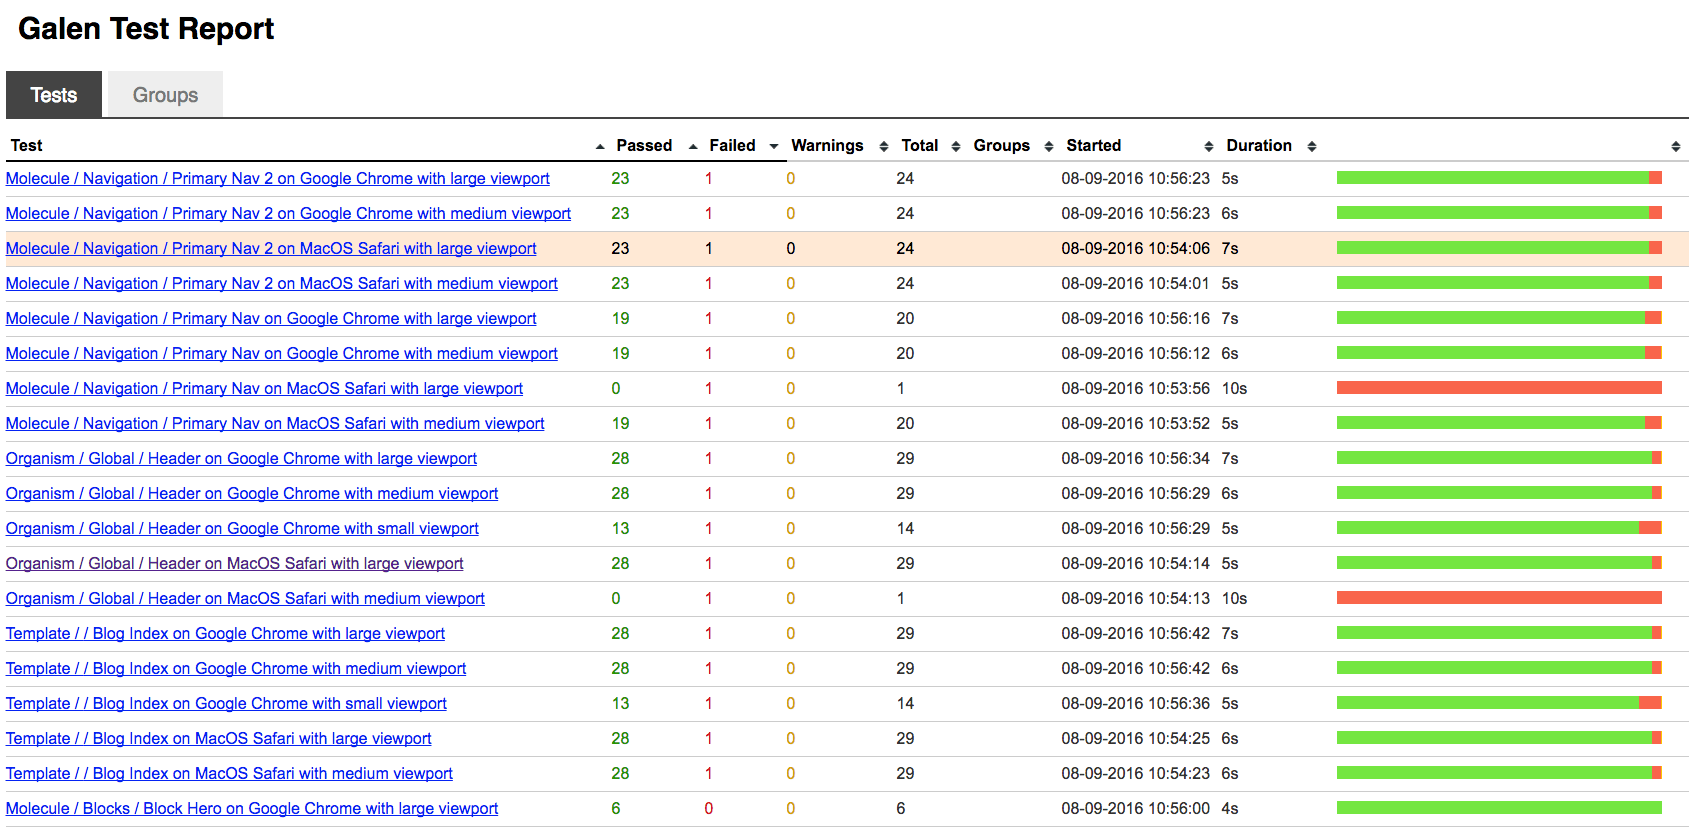 Galen Test Report
Tests Groups
Test Passed Failed Warnings Total Groups Started Duration
Molecule / Navigation / Primary Nav 2 on Google Chrome with large viewport 23 1 0 24 08-09-2016 10:56:23 5s
Molecule / Navigation / Primary Nav 2 on Google Chrome with medium viewport 23 1 0 24 08-09-2016 10:56:23 6s
Molecule / Navigation / Primary Nav 2 on MacOS Safari with large viewport 23 1 0 24 08-09-2016 10:54:06 7s
Molecule / Navigation / Primary Nav 2 on MacOS Safari with medium viewport 23 1 0 24 08-09-2016 10:54:01 5s
Molecule / Navigation / Primary Nav on Google Chrome with large viewport 19 1 0 20 08-09-2016 10:56:16 7s
Molecule / Navigation / Primary Nav on Google Chrome with medium viewport 19 1 0 20 08-09-2016 10:56:12 6s
Molecule / Navigation / Primary Nav on MacOS Safari with large viewport 0 1 0 1 08-09-2016 10:53:56 10s
Molecule / Navigation / Primary Nav on MacOS Safari with medium viewport 19 1 0 20 08-09-2016 10:53:52 5s
Organism / Global / Header on Google Chrome with large viewport 28 1 0 29 08-09-2016 10:56:34 7s
Organism / Global / Header on Google Chrome with medium viewport 28 1 0 29 08-09-2016 10:56:29 6s
Organism / Global / Header on Google Chrome with small viewport 13 1 0 14 08-09-2016 10:56:29 5s
Organism / Global / Header on MacOS Safari with large viewport 28 1 0 29 08-09-2016 10:54:14 5s
Organism / Global / Header on MacOS Safari with medium viewport 0 1 0 1 08-09-2016 10:54:13 10s
Template / / Blog Index on Google Chrome with large viewport 28 1 0 29 08-09-2016 10:56:42 7s
Template / / Blog Index on Google Chrome with medium viewport 28 1 0 29 08-09-2016 10:56:42 6s
Template / / Blog Index on Google Chrome with small viewport 13 1 0 14 08-09-2016 10:56:36 5s
Template / / Blog Index on MacOS Safari with large viewport 28 1 0 29 08-09-2016 10:54:25 6s
Template / / Blog Index on MacOS Safari with medium viewport 28 1 0 29 08-09-2016 10:54:23 6s
Molecule / Blocks / Block Hero on Google Chrome with large viewport 6 0 0 6 08-09-2016 10:56:00 4s